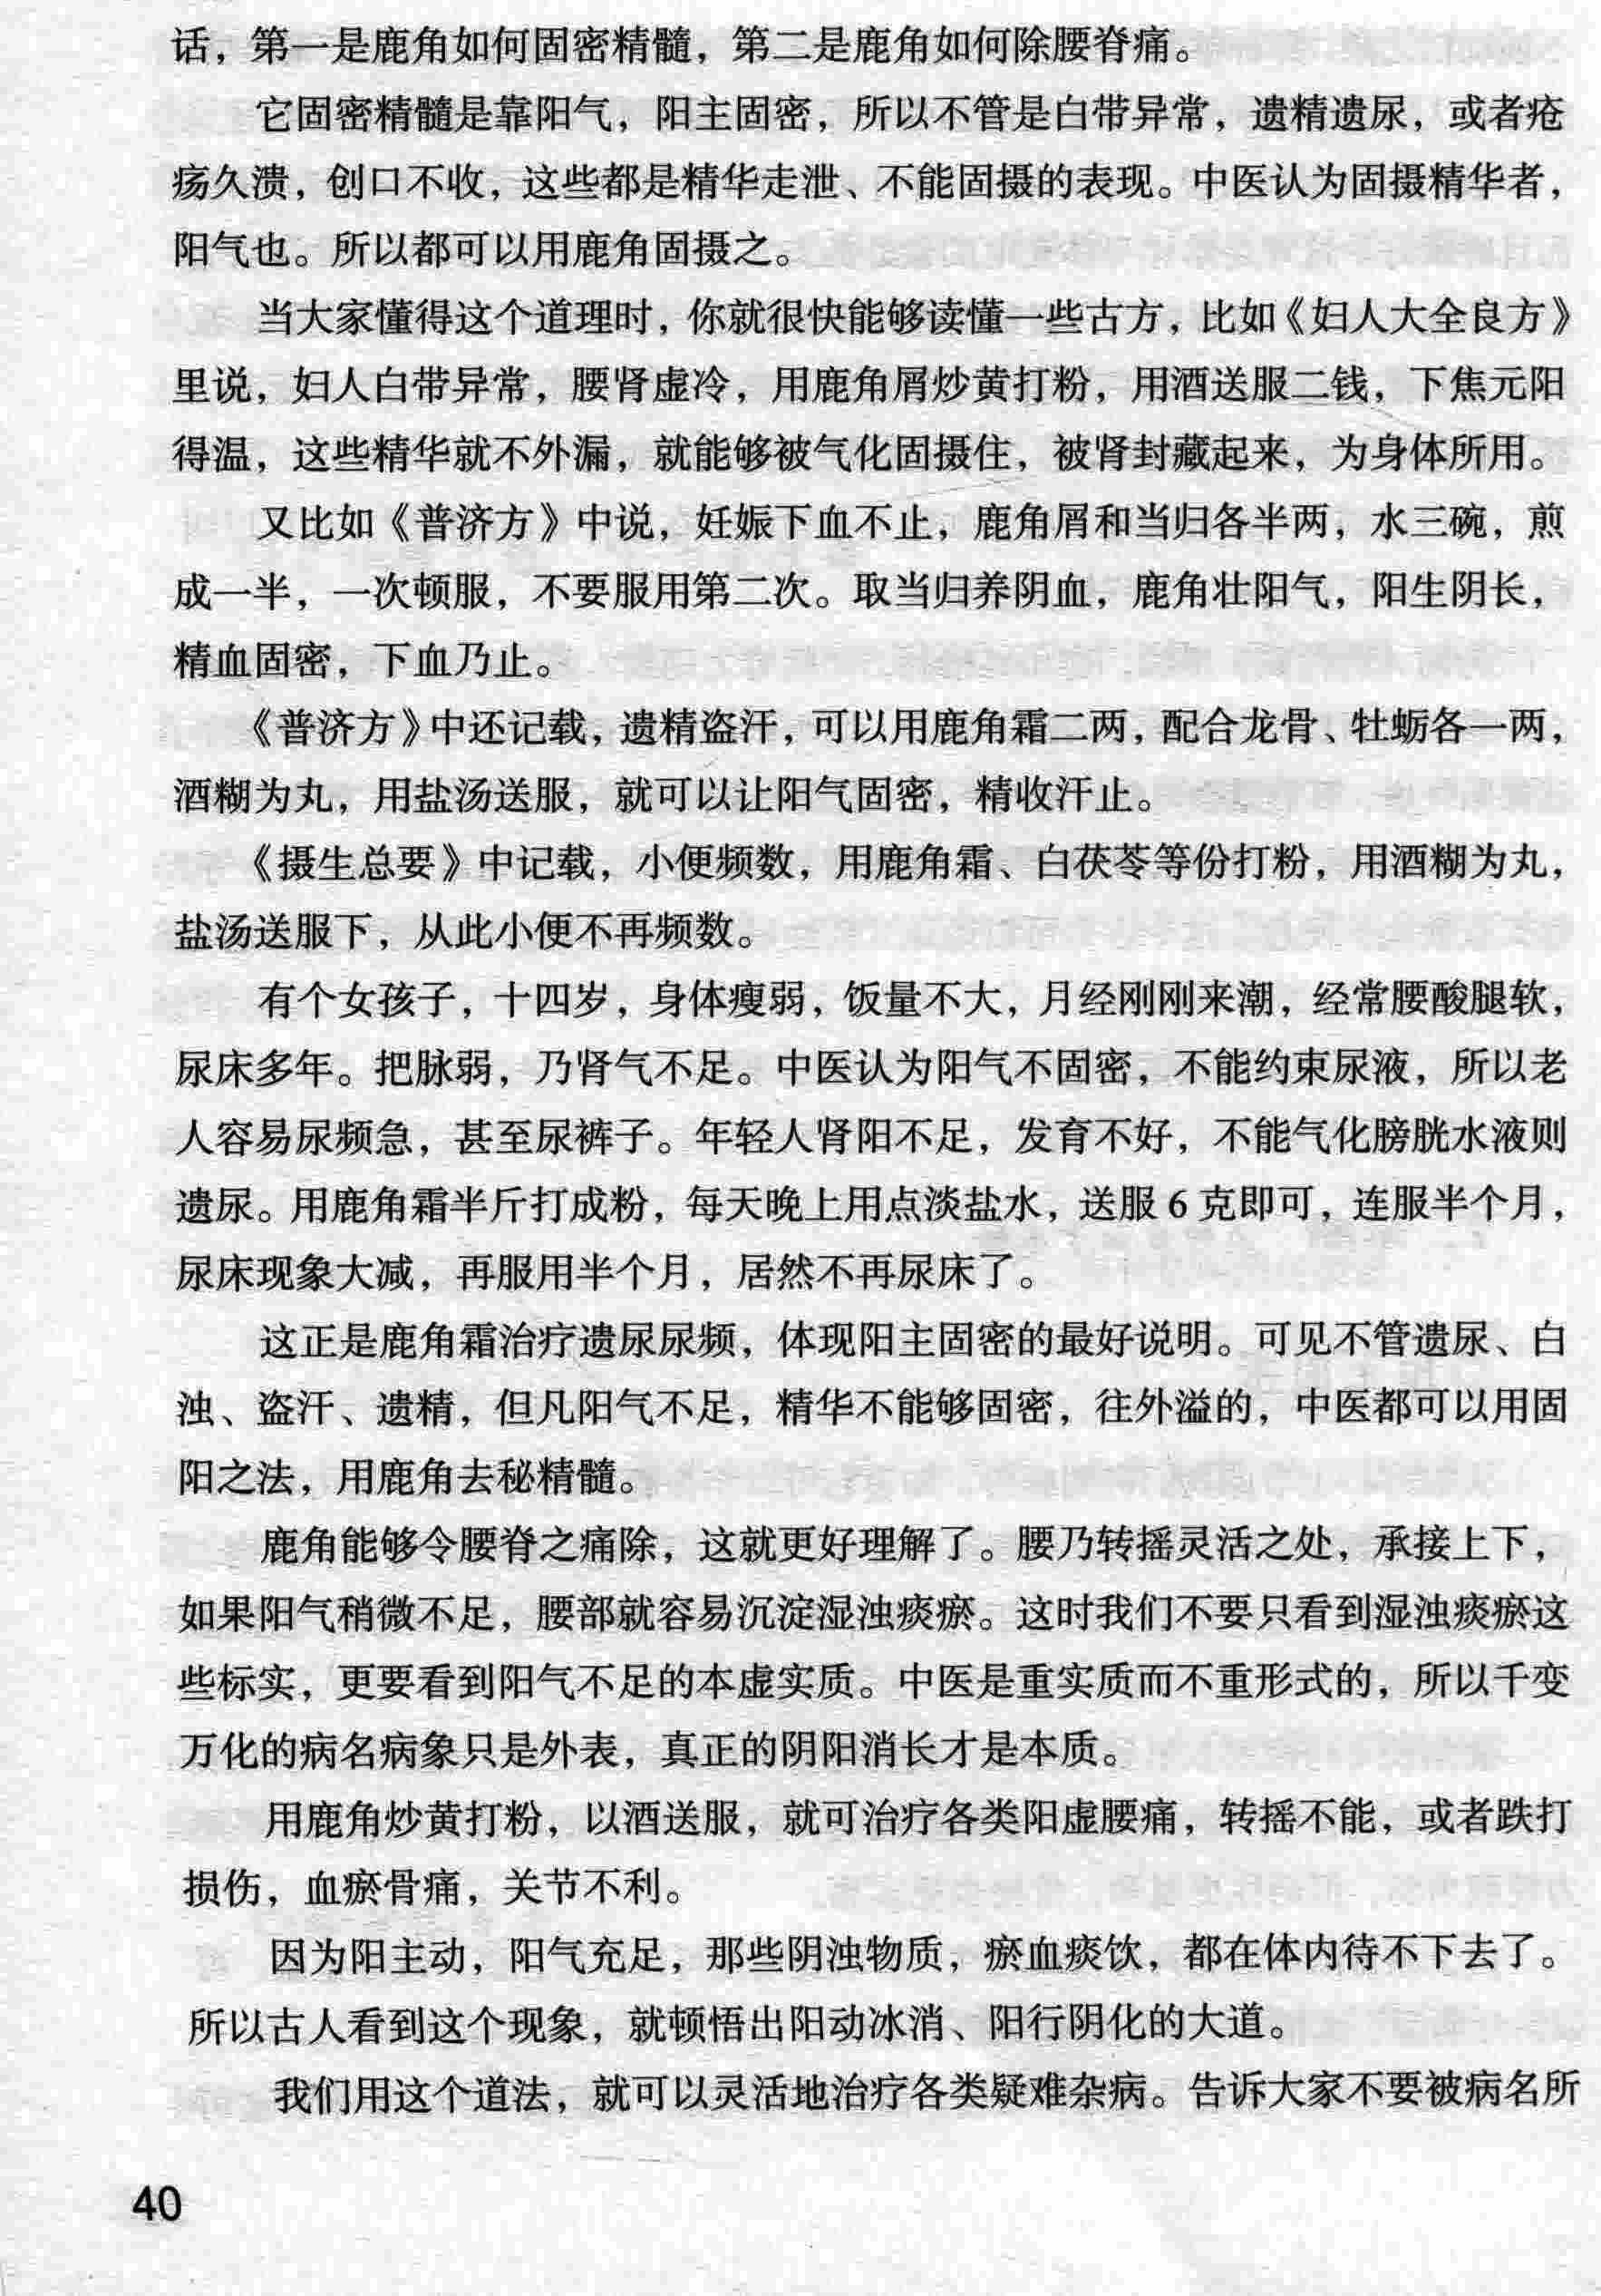 话，第一是鹿角如何固密精髓，第二是鹿角如何除腰脊痛。
它固密精髓是靠阳气，阳主固密，所以不管是白带异常，遗精遗尿，或者疮
疡久溃，创口不收，这些都是精华走泄、不能固摄的表现。中医认为固摄精华者，
阳气也。所以都可以用鹿角固摄之。
当大家懂得这个道理时，你就很快能够读懂一些古方，比如《妇人大全良方》
里说，妇人白带异常，腰肾虚冷，用鹿角屑炒黄打粉，用酒送服二钱，下焦元阳
得温，这些精华就不外漏，就能够被气化固摄住，被肾封藏起来，为身体所用。
又比如《普济方》中说，妊娠下血不止，鹿角屑和当归各半两，水三碗，煎
成一半，一次顿服，不要服用第二次。取当归养阴血，鹿角壮阳气，阳生阴长，
精血固密，下血乃止。
《普济方》中还记载，遗精盗汗，可以用鹿角霜二两，配合龙骨、牡蛎各一两，
酒糊为丸，用盐汤送服，就可以让阳气固密，精收汗止。
《摄生总要》中记载，小便频数，用鹿角霜、白茯苓等份打粉，用酒糊为丸，
盐汤送服下，从此小便不再频数。
有个女孩子，十四岁，身体瘦弱，饭量不大，月经刚刚来潮，经常腰酸腿软，
尿床多年。把脉弱，乃肾气不足。中医认为阳气不固密，不能约束尿液，所以老
人容易尿频急，甚至尿裤子。年轻人肾阳不足，发育不好，不能气化膀胱水液则
遗尿。用鹿角霜半斤打成粉，每天晚上用点淡盐水，送服 6 克即可，连服半个月，
尿床现象大减，再服用半个月，居然不再尿床了。
这正是鹿角霜治疗遗尿尿频，体现阳主固密的最好说明。可见不管遗尿、白
浊、盗汗、遗精，但凡阳气不足，精华不能够固密，往外溢的，中医都可以用固
阳之法，用鹿角去秘精髓。
鹿角能够令腰脊之痛除，这就更好理解了。腰乃转摇灵活之处，承接上下，
如果阳气稍微不足，腰部就容易沉淀湿浊痰瘀。这时我们不要只看到湿浊痰瘀这
些标实，更要看到阳气不足的本虚实质。中医是重实质而不重形式的，所以千变
万化的病名病象只是外表，真正的阴阳消长才是本质。
用鹿角炒黄打粉，以酒送服，就可治疗各类阳虚腰痛，转摇不能，或者跌打
损伤，血瘀骨痛，关节不利。
因为阳主动，阳气充足，那些阴浊物质，瘀血痰饮，都在体内待不下去了。
所以古人看到这个现象，就顿悟出阳动冰消、阳行阴化的大道。
我们用这个道法，就可以灵活地治疗各类疑难杂病。告诉大家不要被病名所
40